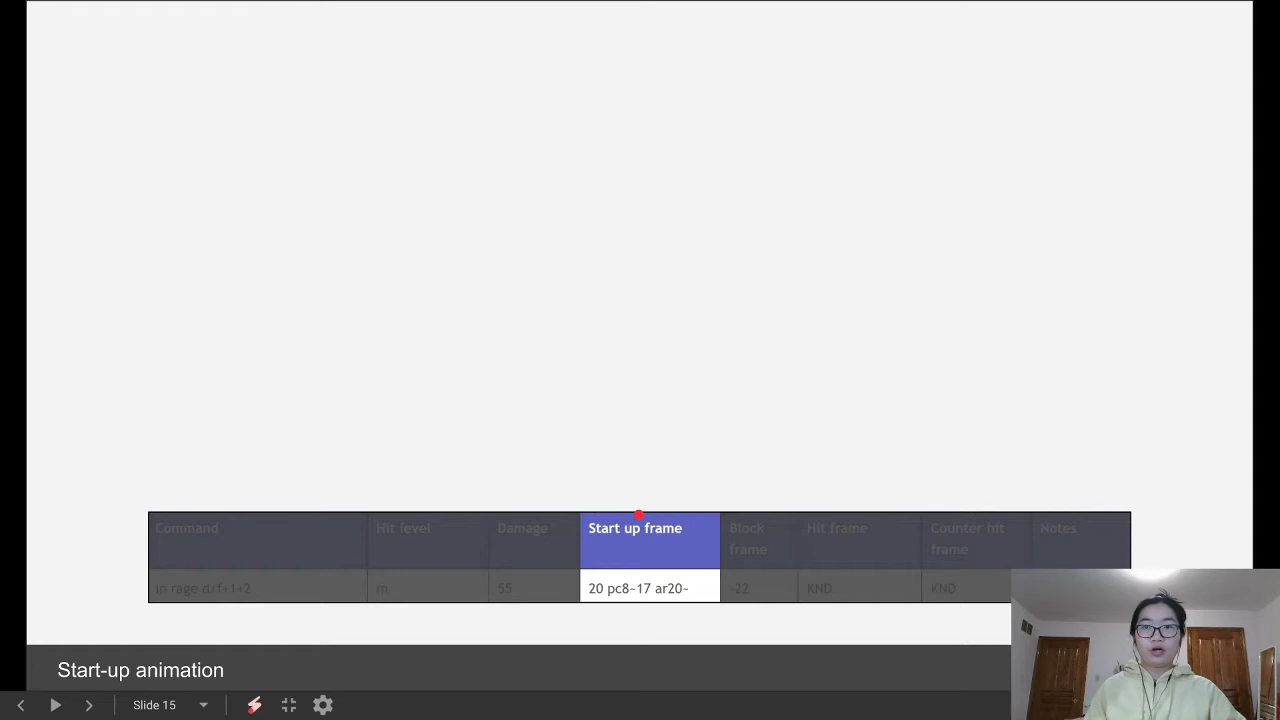 Command Hit level Damage Start up frame Block frame Hit frame Counter hit frame Notes
in rage d/f+1+2 m 55 20 pc8~17 ar20~ -22 KND KND
Start-up animation
Slide 15